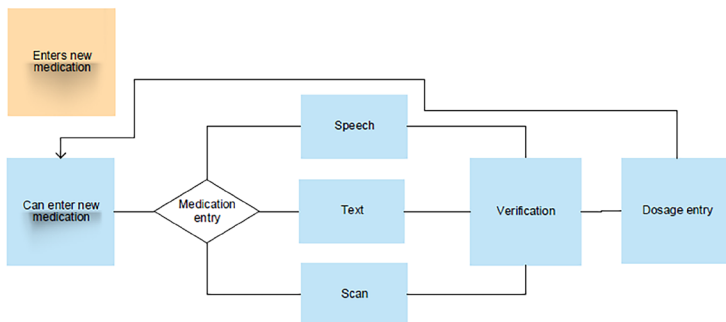 Enters new
medication
Speech
Can enter new
medication
Medication
entry
Text
Verification
Dosage entry
Scan